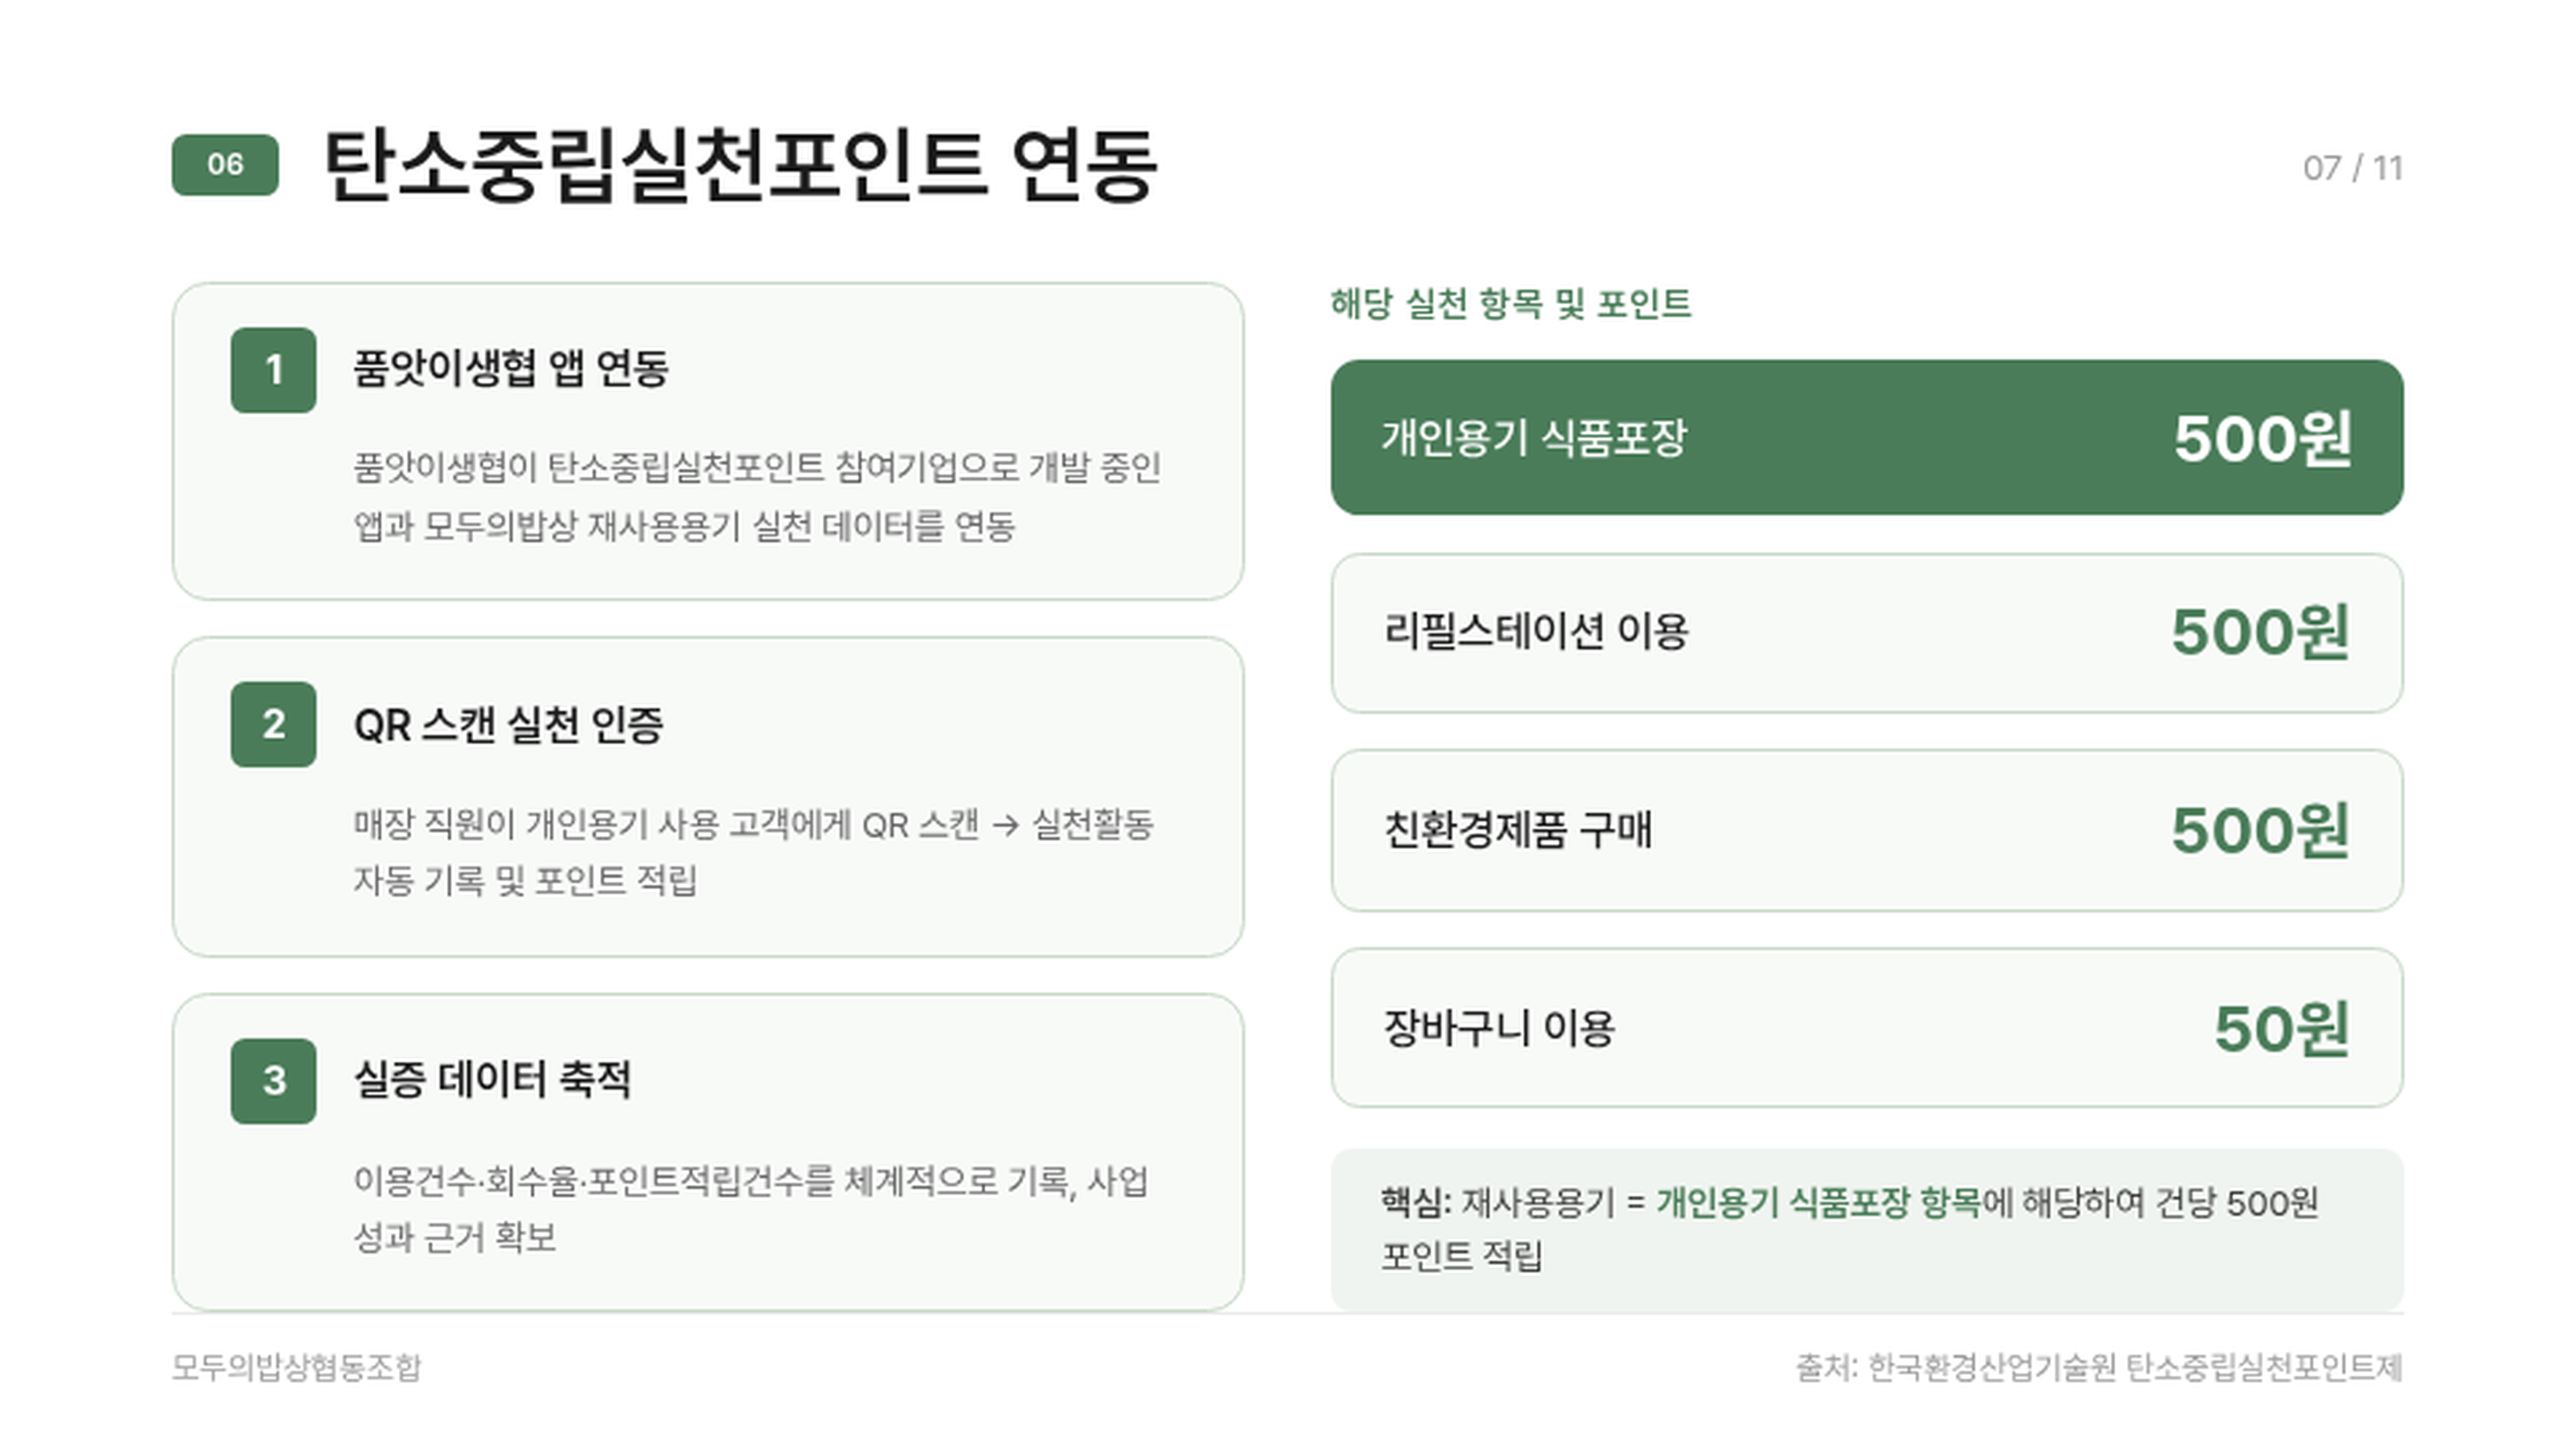 06
탄소중립실천포인트 연동
07 / 11
1
품앗이생협 앱 연동
품앗이생협이 탄소중립실천포인트 참여기업으로 개발 중인
앱과 모두의밥상 재사용용기 실천 데이터를 연동
2
QR 스캔 실천 인증
매장 직원이 개인용기 사용 고객에게 QR 스캔 → 실천활동
자동 기록 및 포인트 적립
3
실증 데이터 축적
이용건수·회수율·포인트적립건수를 체계적으로 기록, 사업
성과 근거 확보
해당 실천 항목 및 포인트
개인용기 식품포장 500원
리필스테이션 이용 500원
친환경제품 구매 500원
장바구니 이용 50원
핵심: 재사용용기 = 개인용기 식품포장 항목에 해당하여 건당 500원
포인트 적립
모두의밥상협동조합
출처: 한국환경산업기술원 탄소중립실천포인트제